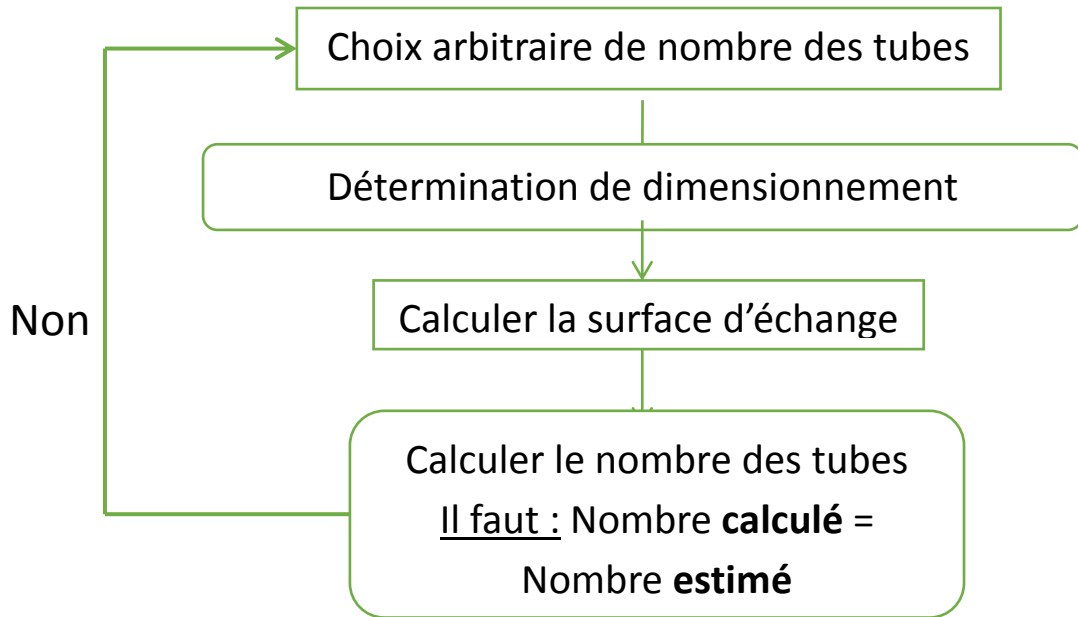 Choix arbitraire de nombre des tubes
Détermination de dimensionnement
Non
Calculer la surface d’échange
Calculer le nombre des tubes
Il faut : Nombre calculé =
Nombre estimé